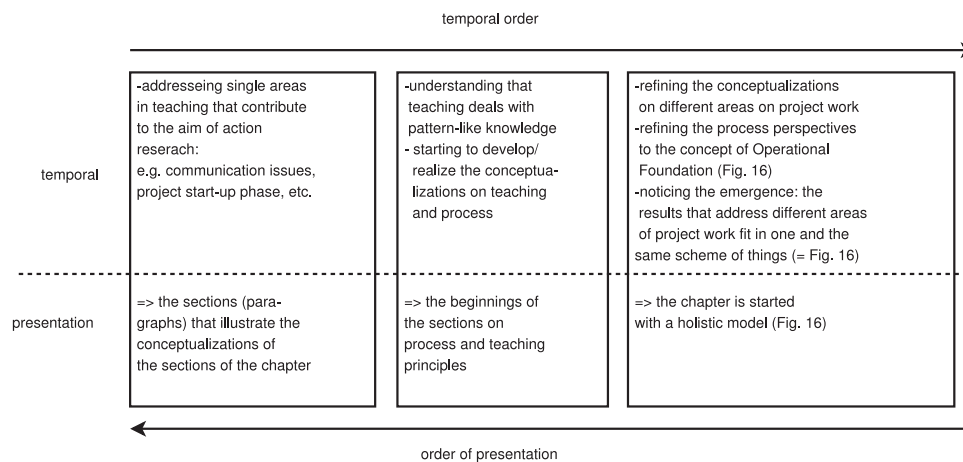 temporal order
-addresseing single areas
in teaching that contribute
to the aim of action
reserach:
e.g. communication issues,
project start-up phase, etc.
-understanding that
teaching deals with
pattern-like knowledge
- starting to develop/
realize the conceptua-
lizations on teaching
and process
-refining the conceptualizations
on different areas on project work
-refining the process perspectives
to the concept of Operational
Foundation (Fig. 16)
-noticing the emergence: the
results that address different areas
of project work fit in one and the
same scheme of things (= Fig. 16)
temporal
presentation
=> the sections (para-
graphs) that illustrate the
conceptualizations of
the sections of the chapter
=> the beginnings of
the sections on
process and teaching
principles
=> the chapter is started
with a holistic model (Fig. 16)
order of presentation